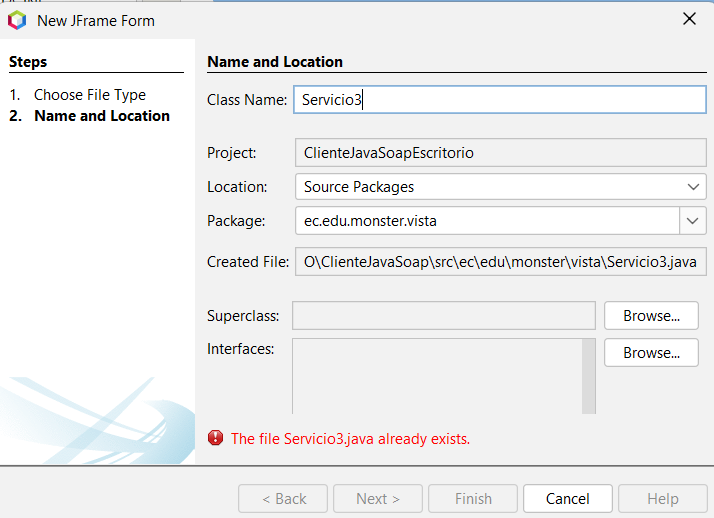 New JFrame Form
Steps
1. Choose File Type
2. Name and Location
Name and Location
Class Name: Servicio3
Project: ClienteJavaSoapEscritorio
Location: Source Packages
Package: ec.edu.monster.vista
Created File: O\ClienteJavaSoap\src\ec\edu\monster\vista\Servicio3.java
Superclass: Browse...
Interfaces: Browse...
The file Servicio3.java already exists.
< Back Next > Finish Cancel Help